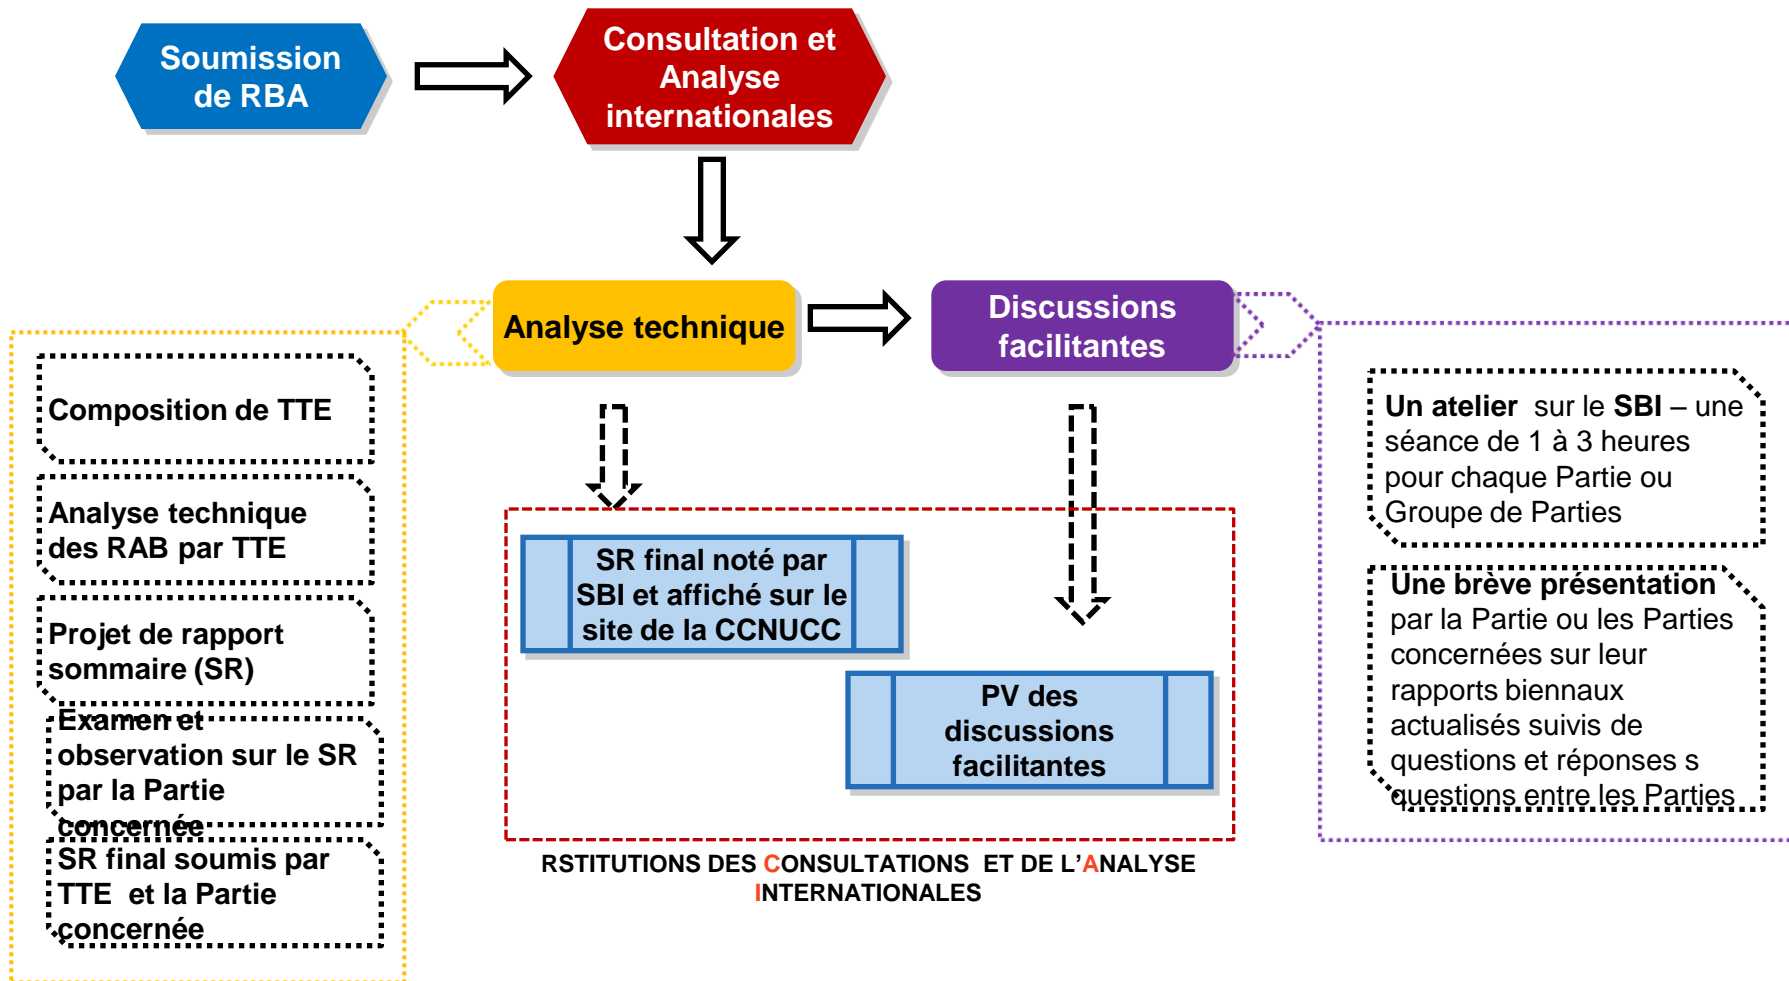 Soumission
de RBA
Consultation et
Analyse
internationales
Analyse technique
Discussions
facilitantes
Composition de TTE
Analyse technique
des RAB par TTE
Projet de rapport
sommaire (SR)
Examen et
observation sur le SR
par la Partie
concernée
SR final soumis par
TTE et la Partie
concernée
SR final noté par
SBI et affiché sur le
site de la CCNUCC
PV des
discussions
facilitantes
RSTITUTIONS DES CONSULTATIONS ET DE L'ANALYSE
INTERNATIONALES
Un atelier sur le SBI – une
séance de 1 à 3 heures
pour chaque Partie ou
Groupe de Parties
Une brève présentation
par la Partie ou les Parties
concernées sur leur
rapports biennaux
actualisés suivis de
questions et réponses s
questions entre les Parties